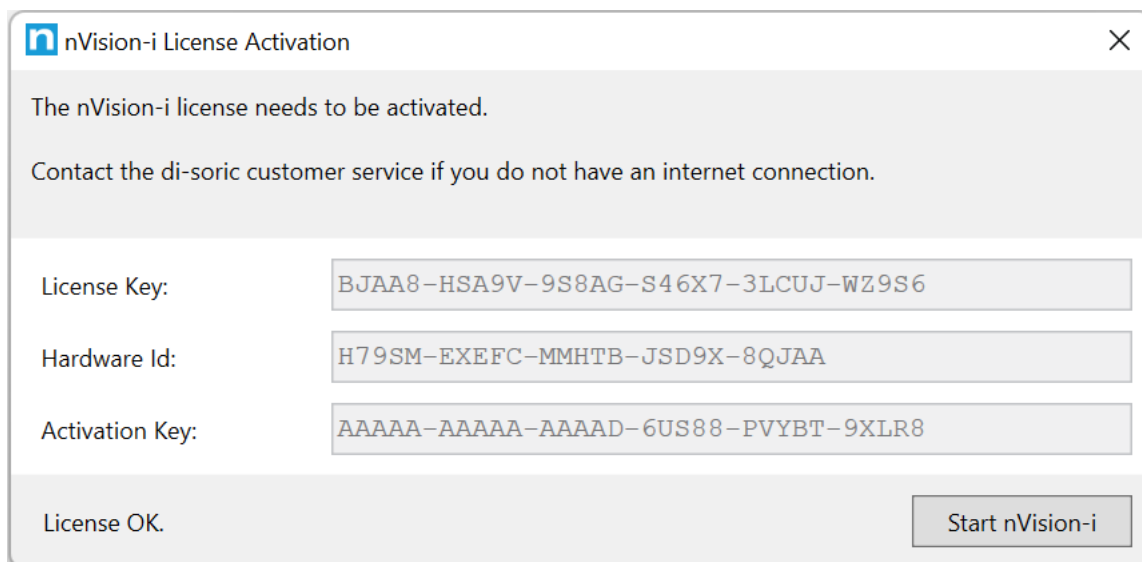 nVision-i License Activation
The nVision-i license needs to be activated.
Contact the di-soric customer service if you do not have an internet connection.
License Key: BJAA8-HSA9V-9S8AG-S46X7-3LCUJ-WZ9S6
Hardware Id: H79SM-EXEFC-MMHTB-JSD9X-8QJAA
Activation Key: AAAAA-AAAAA-AAAAD-6US88-PVYBT-9XLR8
License OK.
Start nVision-i